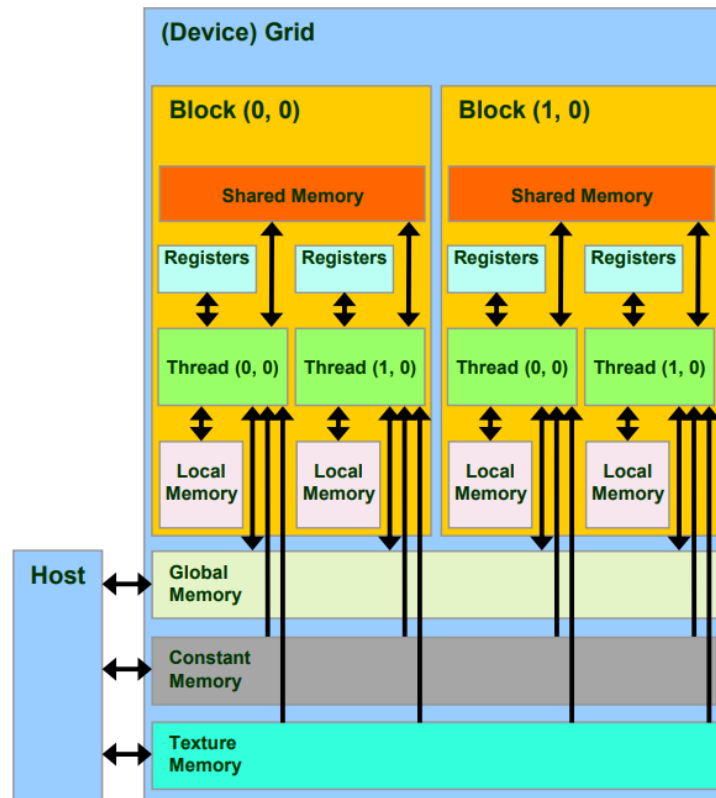 (Device) Grid
Block (0, 0)
Block (1, 0)
Shared Memory
Shared Memory
Registers
Registers
Registers
Registers
Thread (0, 0)
Thread (1, 0)
Thread (0, 0)
Thread (1, 0)
Local
Memory
Local
Memory
Local
Memory
Local
Memory
Host
Global
Memory
Constant
Memory
Texture
Memory